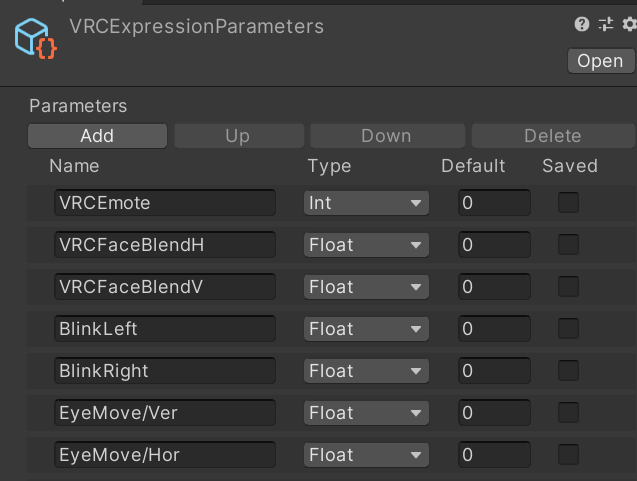 VRCExpressionParameters
Open
Parameters
Add Up Down Delete
Name Type Default Saved
VRCEmote Int 0
VRCFaceBlendH Float 0
VRCFaceBlendV Float 0
BlinkLeft Float 0
BlinkRight Float 0
EyeMove/Ver Float 0
EyeMove/Hor Float 0